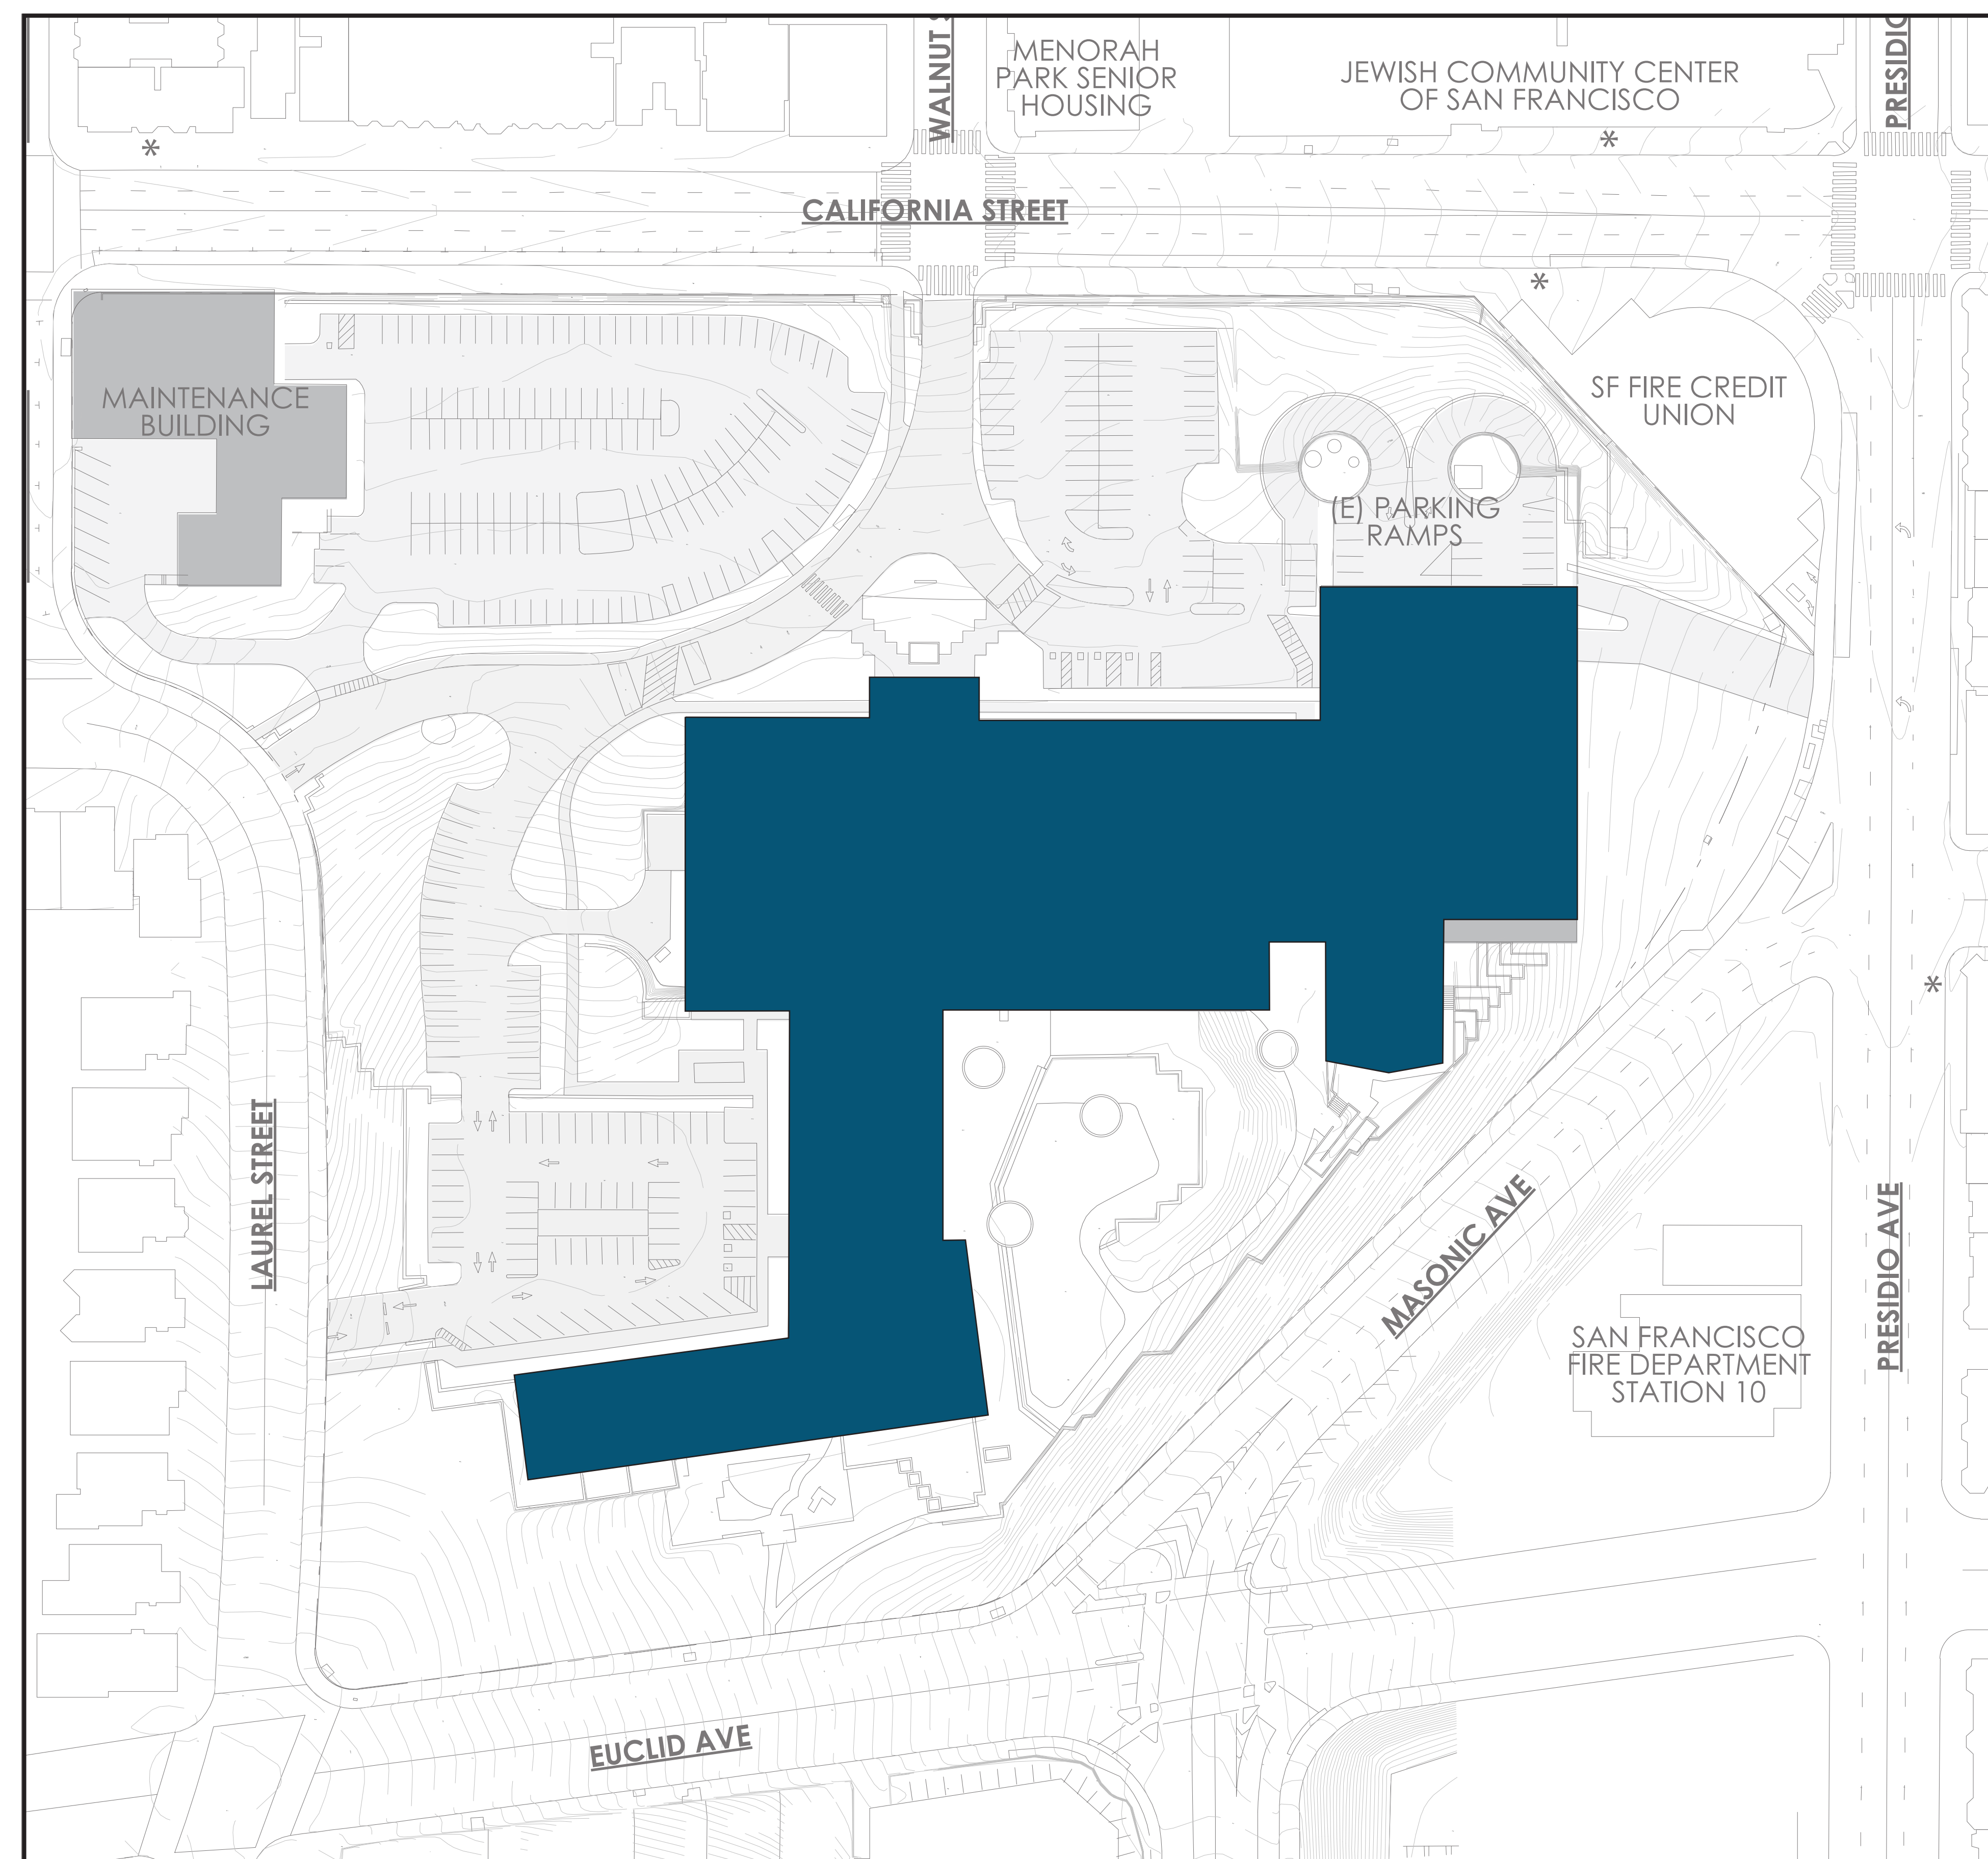 WALNUT
MENORAH
PARK SENIOR
HOUSING
JEWISH COMMUNITY CENTER
OF SAN FRANCISCO
PRESIDIO
*
*
CALIFORNIA STREET
*
MAINTENANCE
BUILDING
SF FIRE CREDIT
UNION
(E) PARKING
RAMPS
*
LAUREL STREET
MASONIC AVE
PRESIDIO AVE
SAN FRANCISCO
FIRE DEPARTMENT
STATION 10
EUCLID AVE